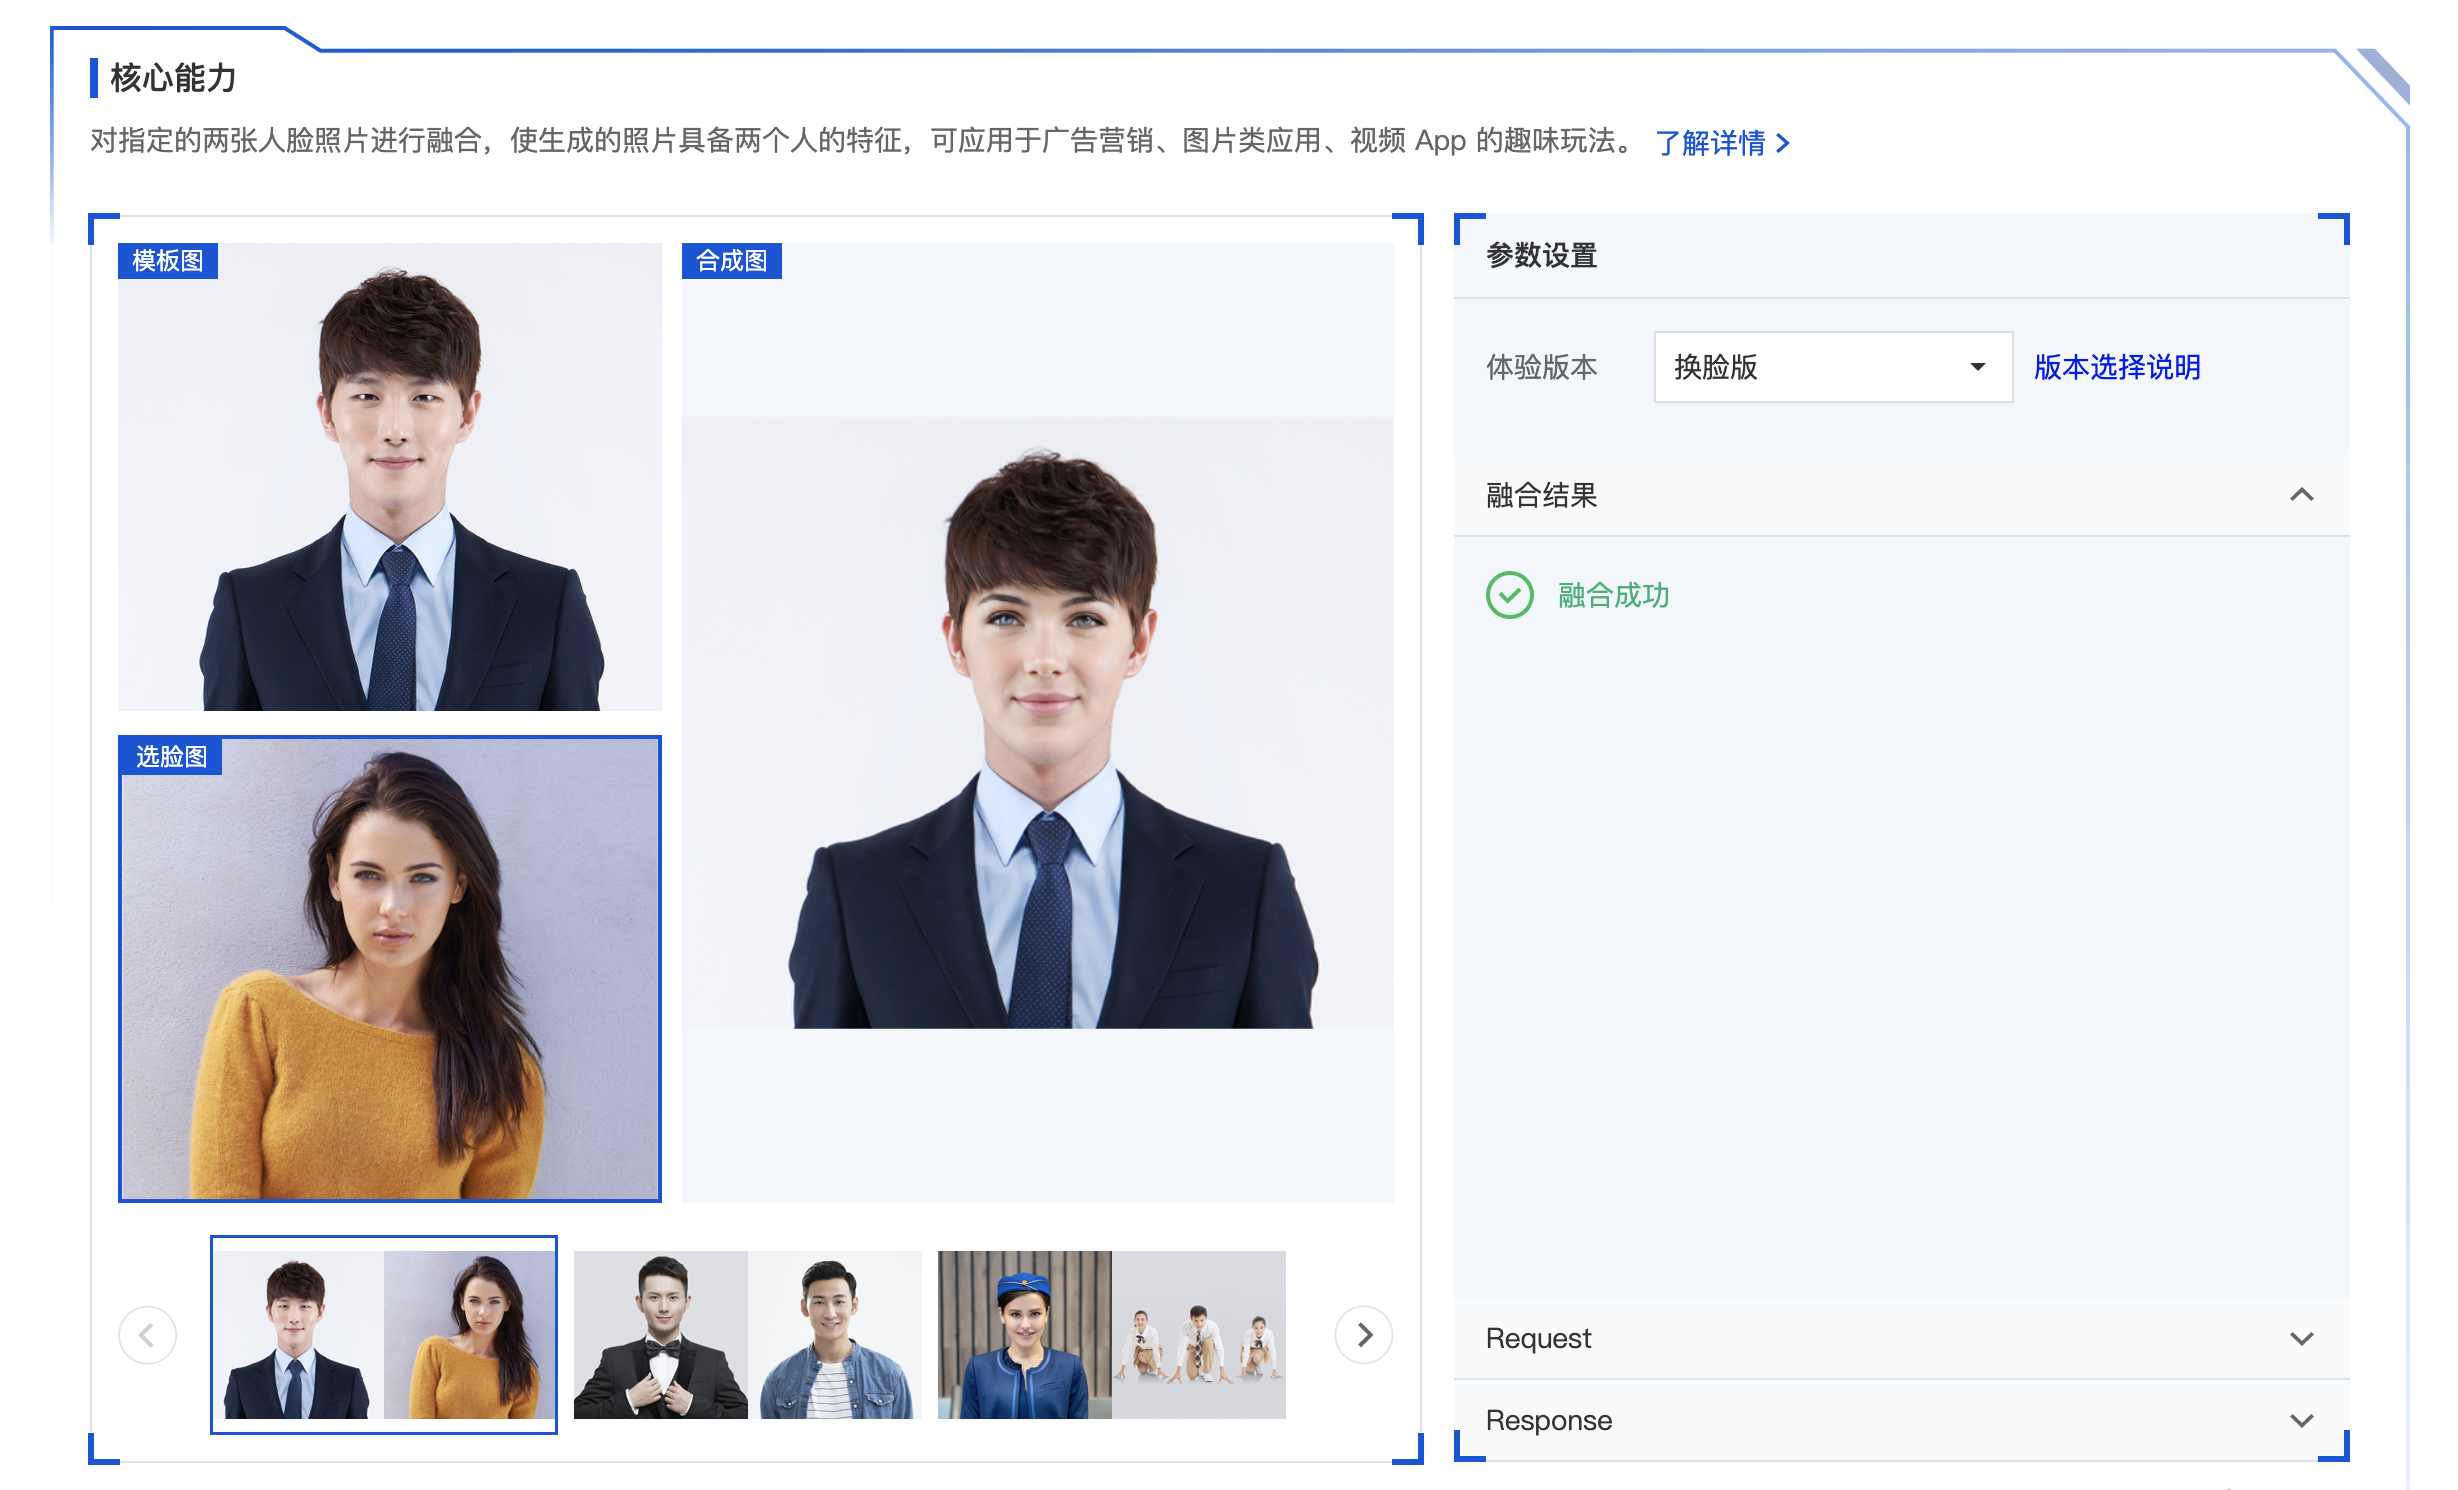 核心能力
对指定的两张人脸照片进行融合，使生成的照片具备两个人的特征，可应用于广告营销、图片类应用、视频 App 的趣味玩法。 了解详情
模板图
合成图
选脸图
参数设置
体验版本 换脸版 版本选择说明
融合结果
融合成功
Request
Response